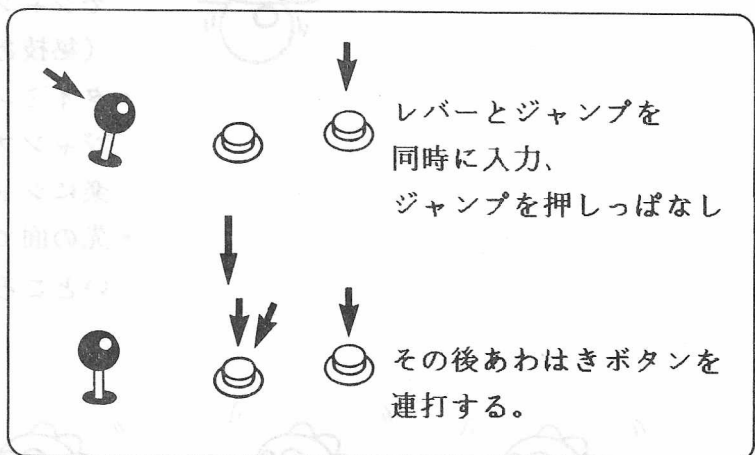 レバーとジャンプを
同時に入力、
ジャンプを押しっぱなし
その後あわはきボタンを
連打する。